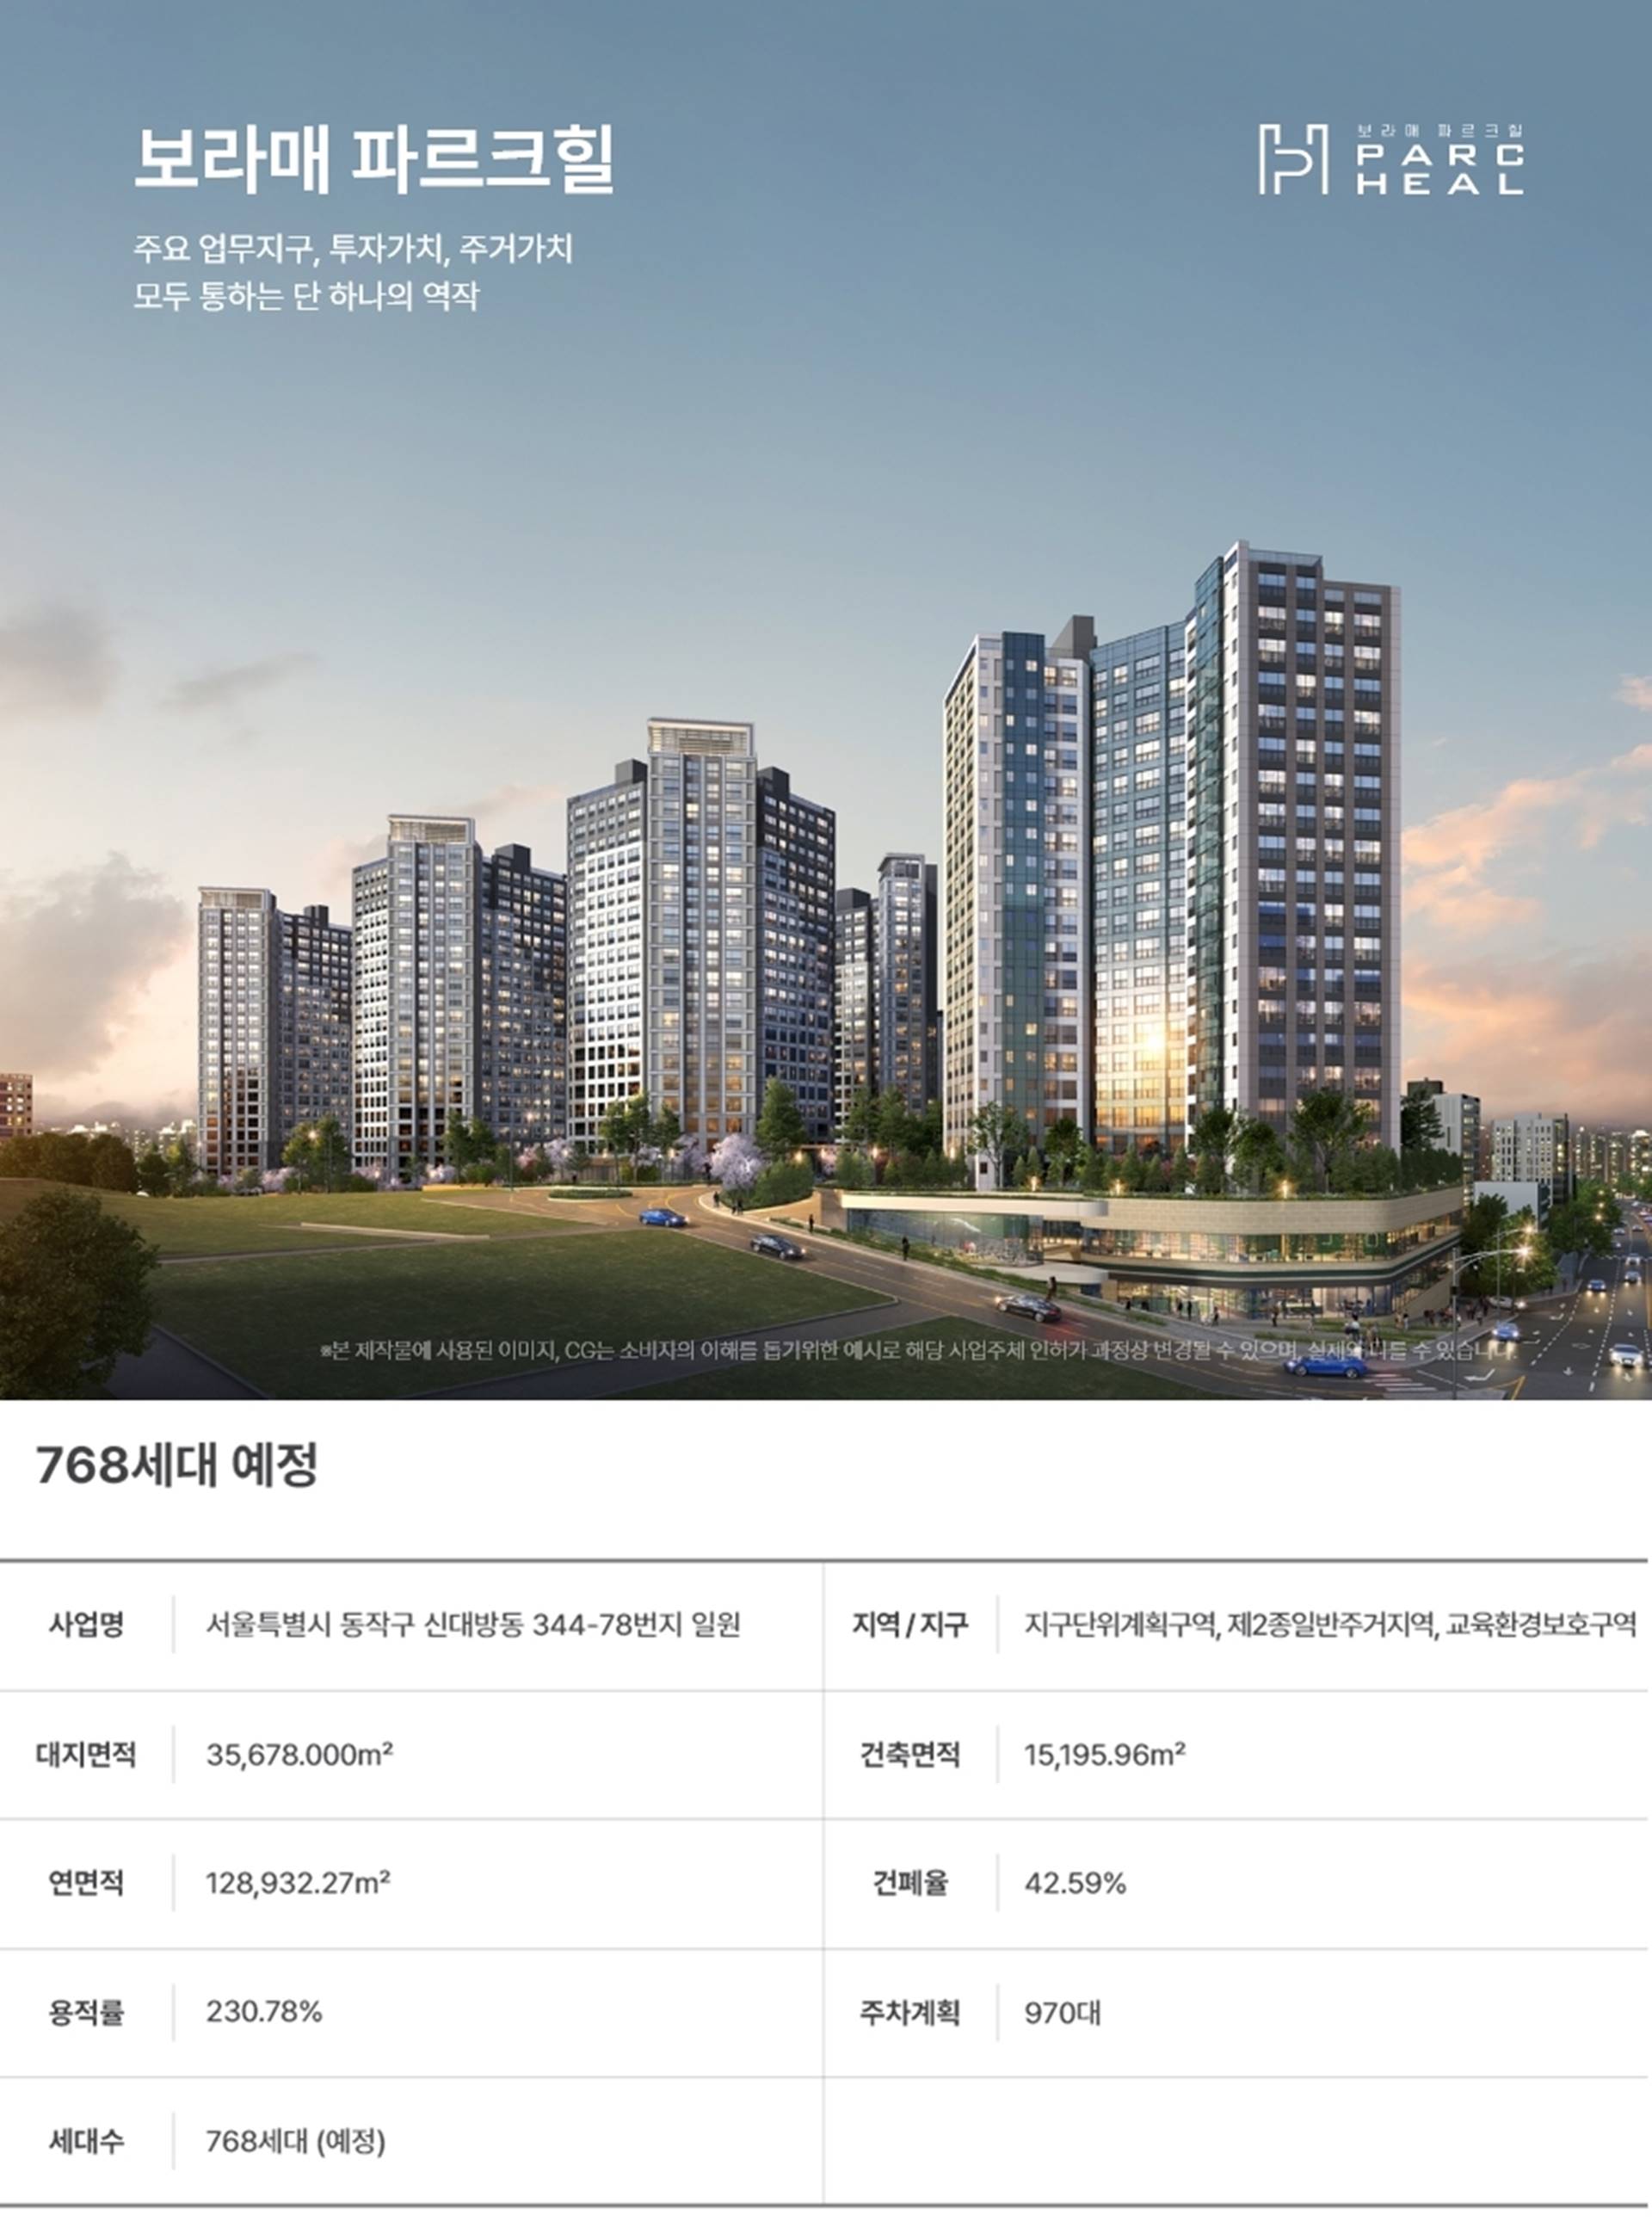 보라매 파르크힐
보라매 파르크힐
PARC
HEAL
주요 업무지구, 투자가치, 주거가치
모두 통하는 단 하나의 역작
※본 제작물에 사용된 이미지, CG는 소비자의 이해를 돕기위한 예시로 해당 사업주체 인허가 과정상 변경될 수 있으며, 실제와 다를 수 있습니다.
768세대 예정
사업명 서울특별시 동작구 신대방동 344-78번지 일원
지역 / 지구 지구단위계획구역, 제2종일반주거지역, 교육환경보호구역
대지면적 35,678.000m²
건축면적 15,195.96m²
연면적 128,932.27m²
건폐율 42.59%
용적률 230.78%
주차계획 970대
세대수 768세대 (예정)